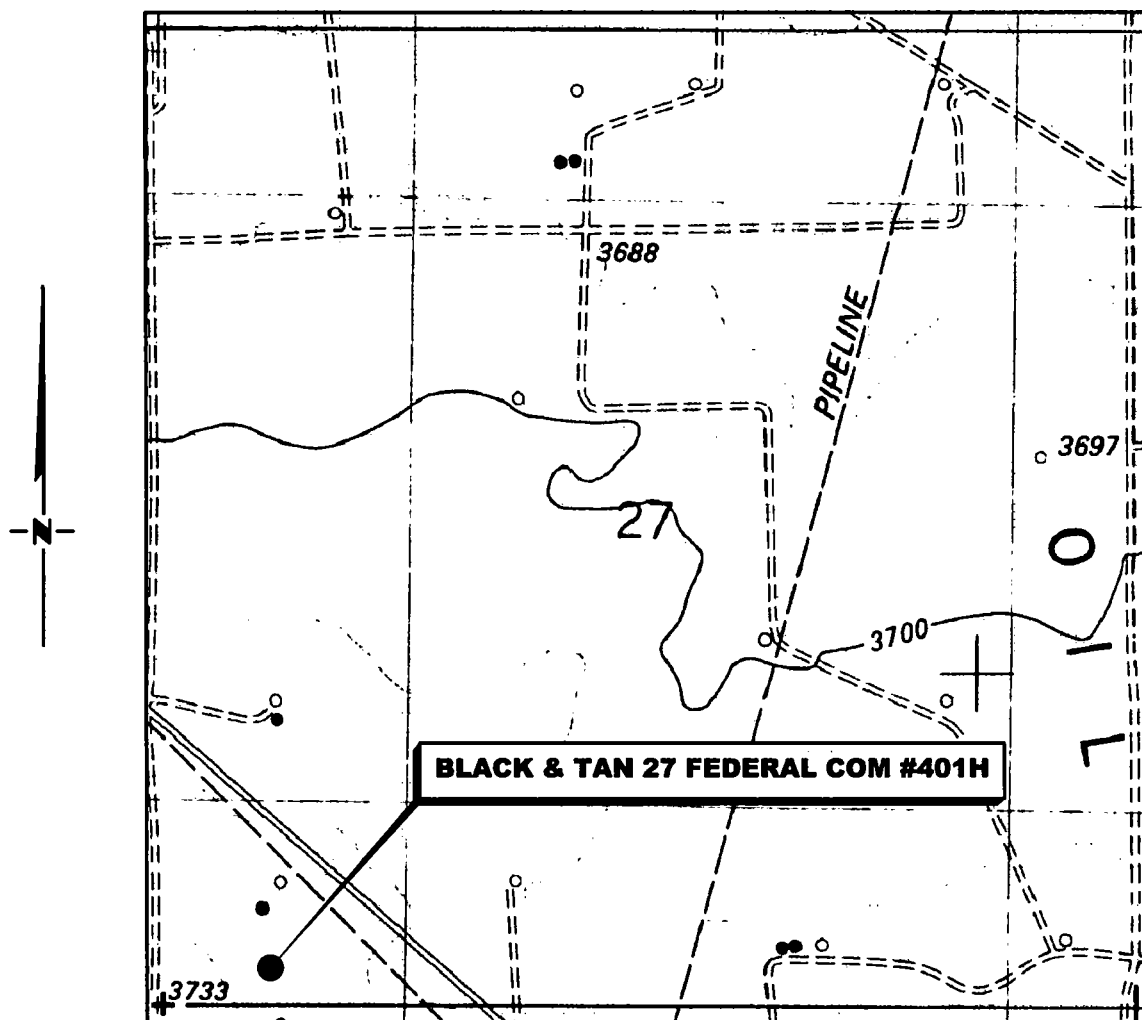 3688
PIPELINE
3697
27
N
O
3700
I
L
BLACK & TAN 27 FEDERAL COM #401H
3733